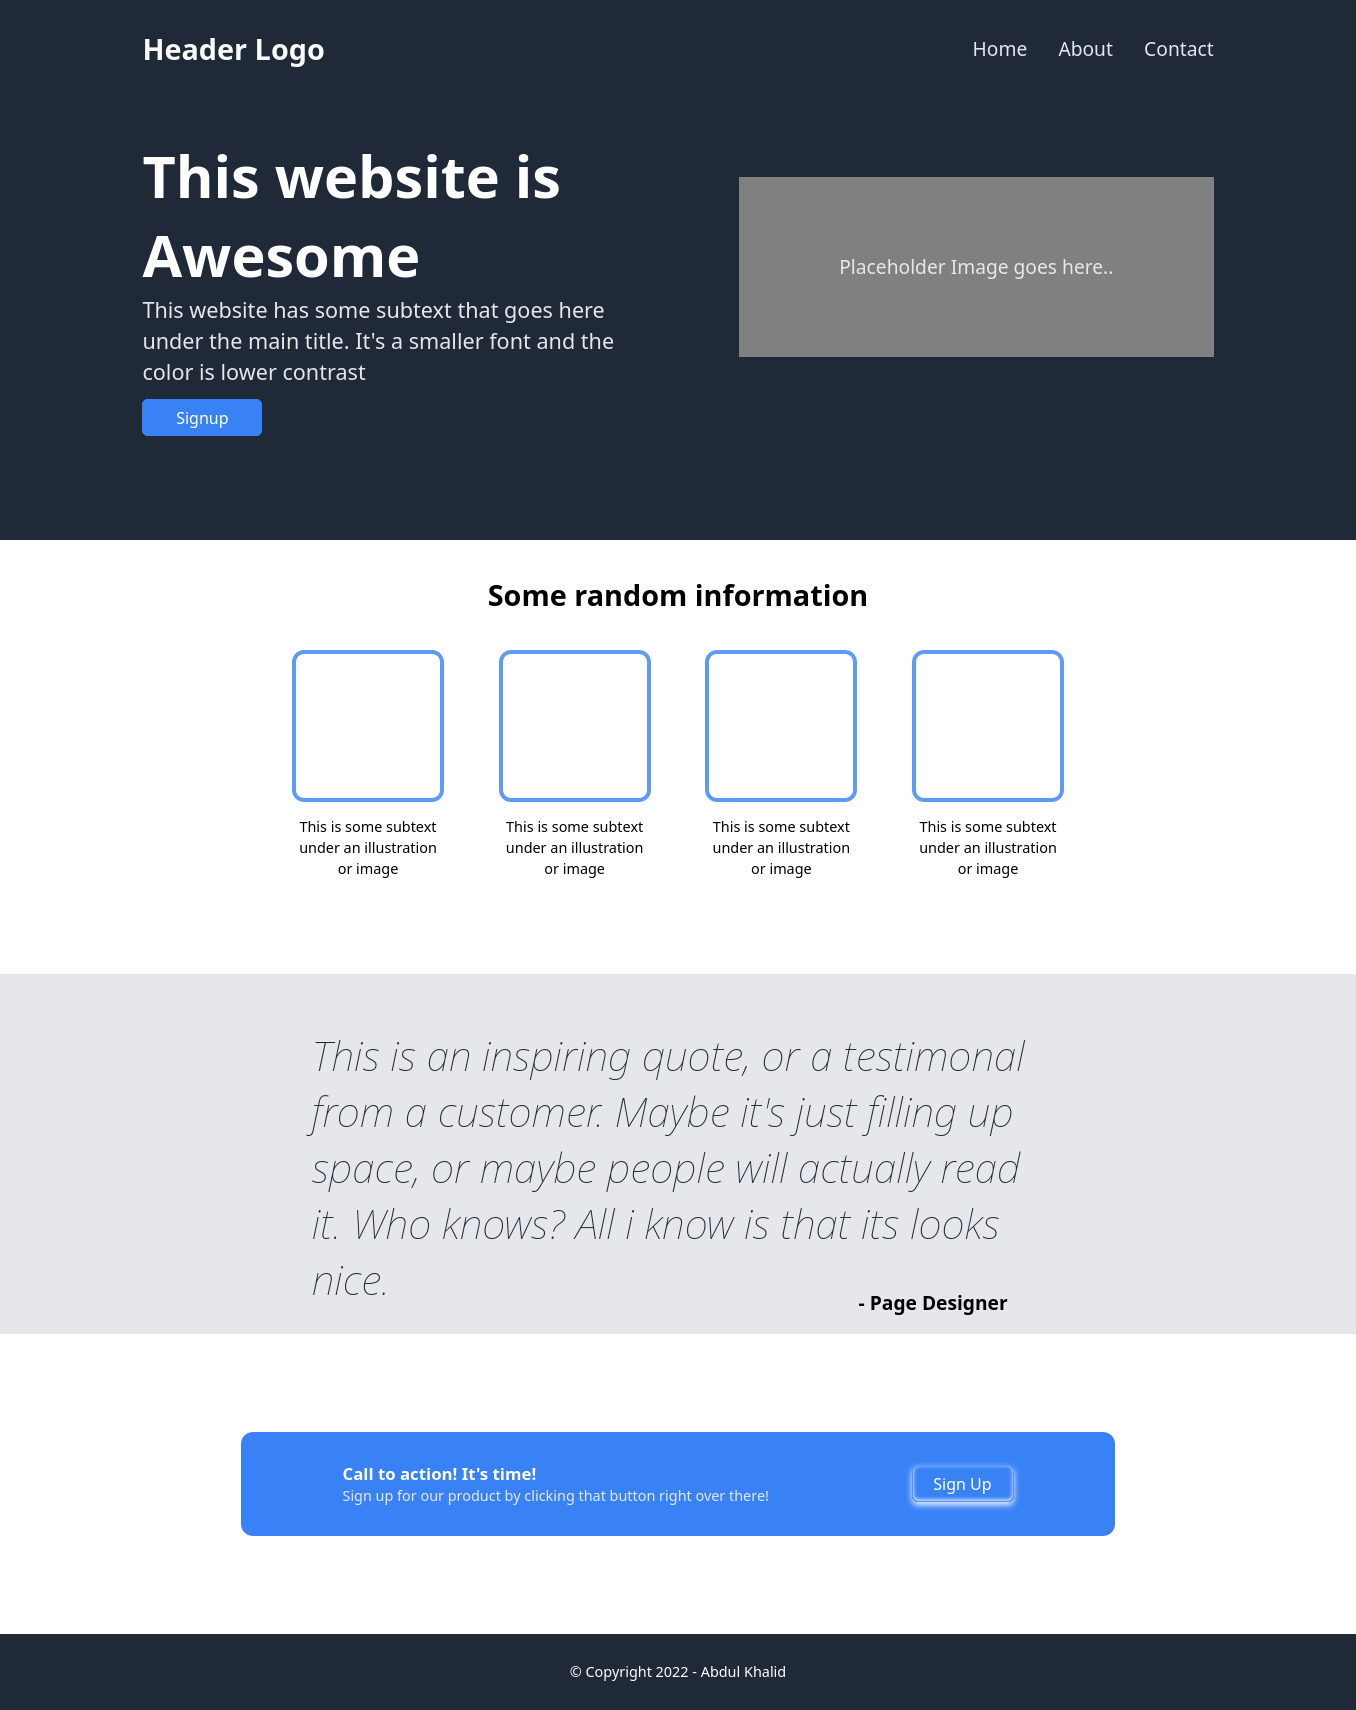 Header Logo
Home About Contact
This website is
Awesome
This website has some subtext that goes here
under the main title. It's a smaller font and the
color is lower contrast
Signup
Placeholder Image goes here..
Some random information
This is some subtext
under an illustration
or image
This is some subtext
under an illustration
or image
This is some subtext
under an illustration
or image
This is some subtext
under an illustration
or image
This is an inspiring quote, or a testimonal
from a customer. Maybe it's just filling up
space, or maybe people will actually read
it. Who knows? All i know is that its looks
nice.
- Page Designer
Call to action! It's time!
Sign up for our product by clicking that button right over there!
Sign Up
© Copyright 2022 - Abdul Khalid